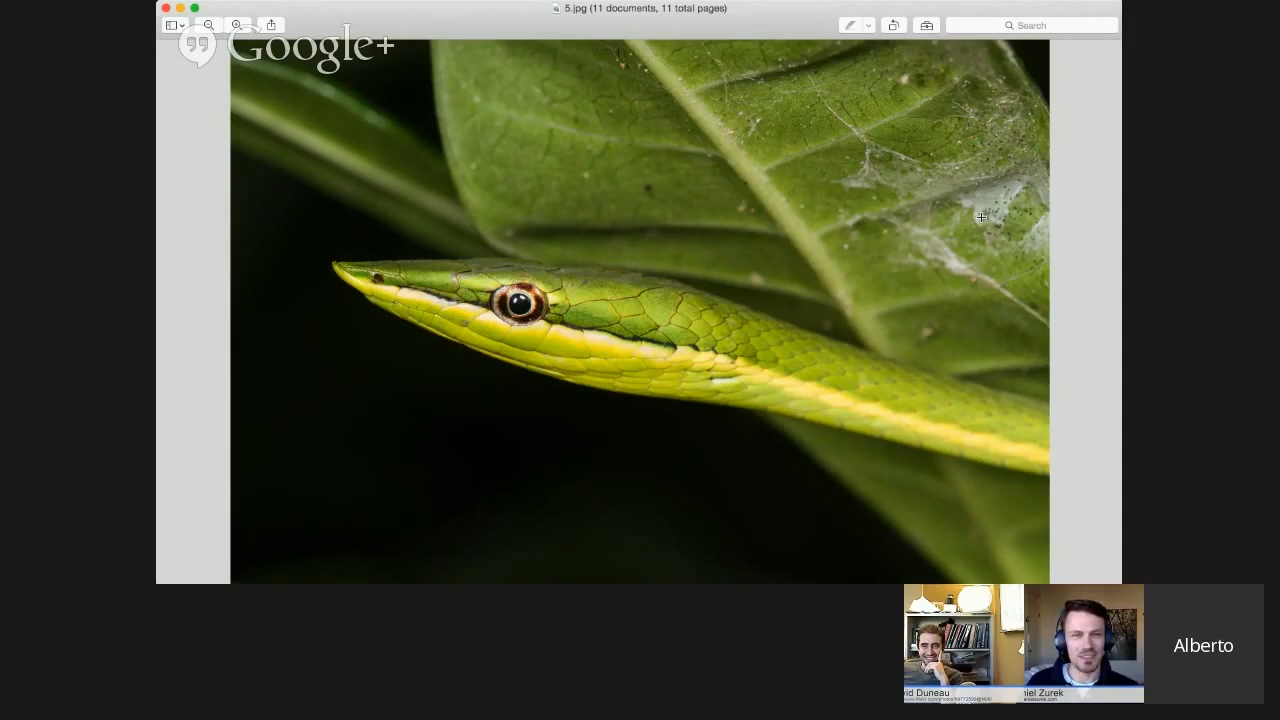 5.jpg (11 documents, 11 total pages)
Search
Google+
Alberto
vid Duneau
niel Zurek